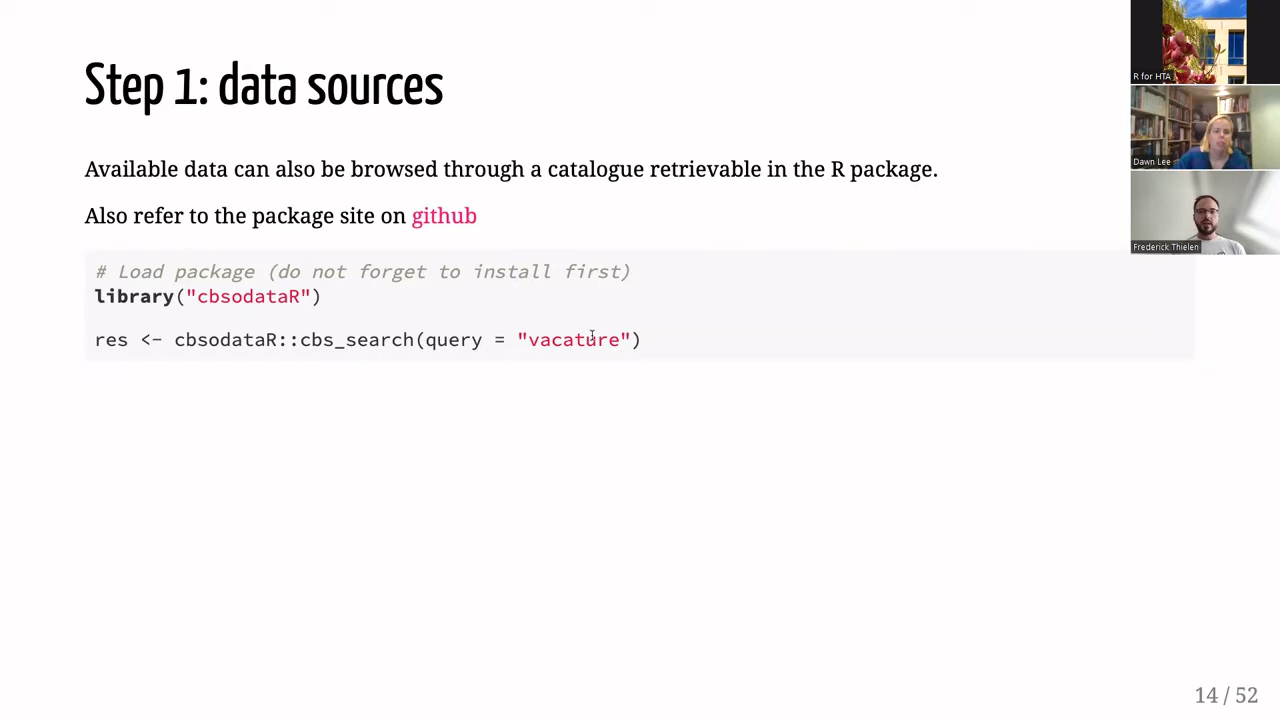 Step 1: data sources
Available data can also be browsed through a catalogue retrievable in the R package.
Also refer to the package site on github
# Load package (do not forget to install first)
library("cbsodataR")
res <- cbsodataR::cbs_search(query = "vacature")
R for HTA
Dawn Lee
Frederick Thielen
14 / 52